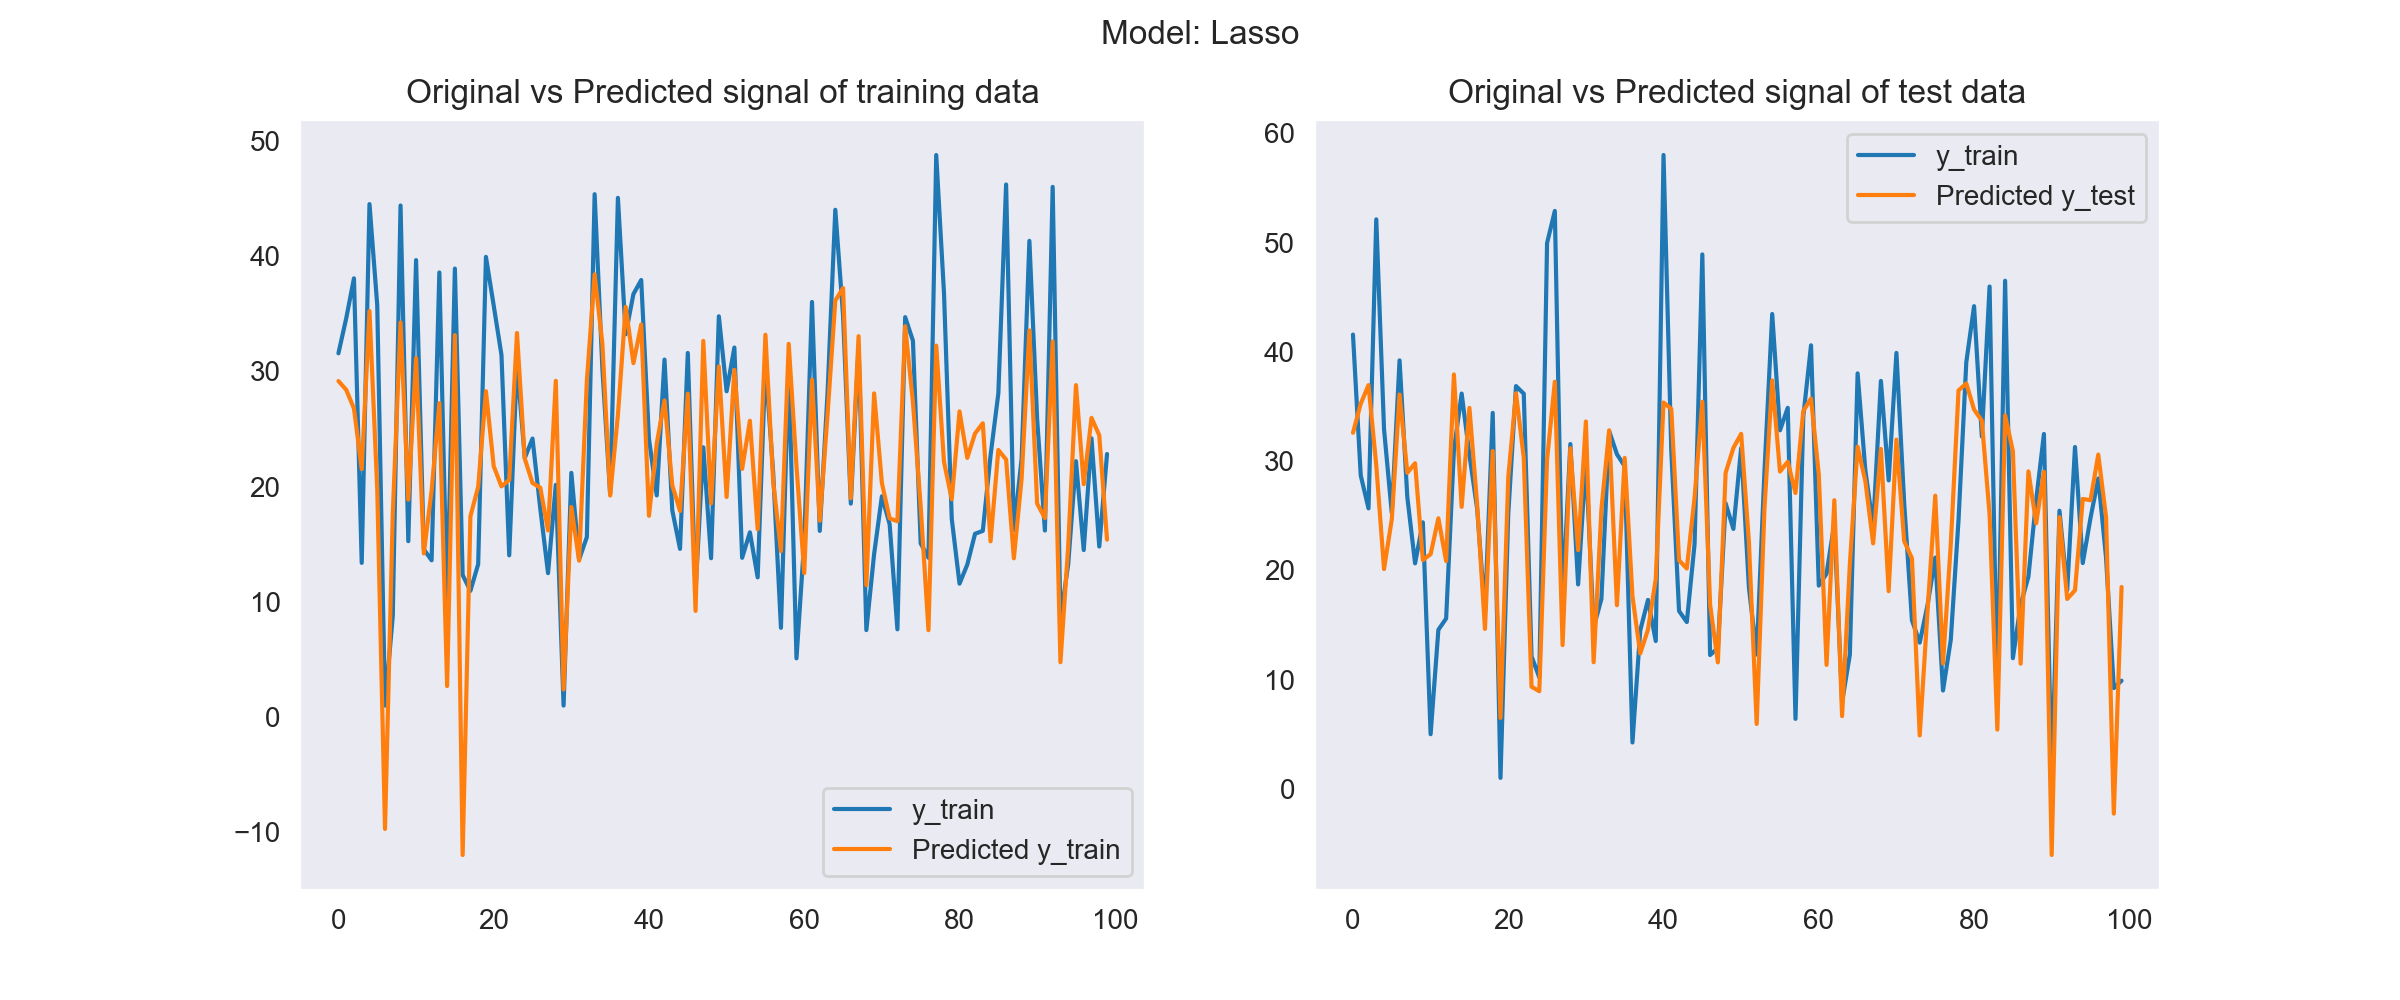 Model: Lasso
Original vs Predicted signal of training data
50
40
30
20
10
0
−10
0 20 40 60 80 100
y_train
Predicted y_train
Original vs Predicted signal of test data
60
50
40
30
20
10
0
0 20 40 60 80 100
y_train
Predicted y_test